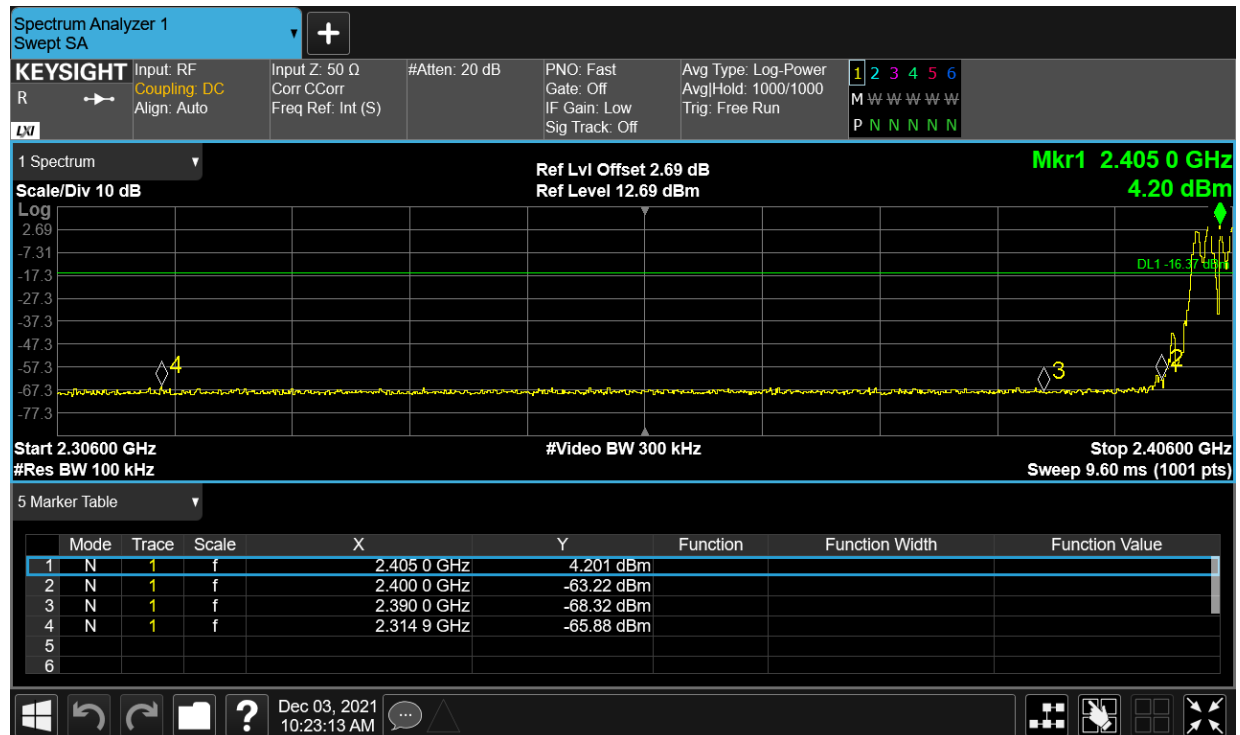 Spectrum Analyzer 1
Swept SA
KEYSIGHT
R
LXI
Input: RF
Coupling: DC
Align: Auto
Input Z: 50 Ω
Corr CCorr
Freq Ref: Int (S)
#Atten: 20 dB
PNO: Fast
Gate: Off
IF Gain: Low
Sig Track: Off
Avg Type: Log-Power
Avg|Hold: 1000/1000
Trig: Free Run
1 2 3 4 5 6
M W W W W W
P N N N N N
1 Spectrum
Scale/Div 10 dB
Ref Lvl Offset 2.69 dB
Ref Level 12.69 dBm
Mkr1 2.405 0 GHz
4.20 dBm
Log
2.69
-7.31
-17.3
-27.3
-37.3
-47.3
-57.3
-67.3
-77.3
DL1 -16.37 dBm
4
3
2
Start 2.30600 GHz
#Res BW 100 kHz
#Video BW 300 kHz
Stop 2.40600 GHz
Sweep 9.60 ms (1001 pts)
5 Marker Table
Mode Trace Scale X Y Function Function Width Function Value
1 N 1 f 2.405 0 GHz 4.201 dBm
2 N 1 f 2.400 0 GHz -63.22 dBm
3 N 1 f 2.390 0 GHz -68.32 dBm
4 N 1 f 2.314 9 GHz -65.88 dBm
5
6
?
Dec 03, 2021
10:23:13 AM